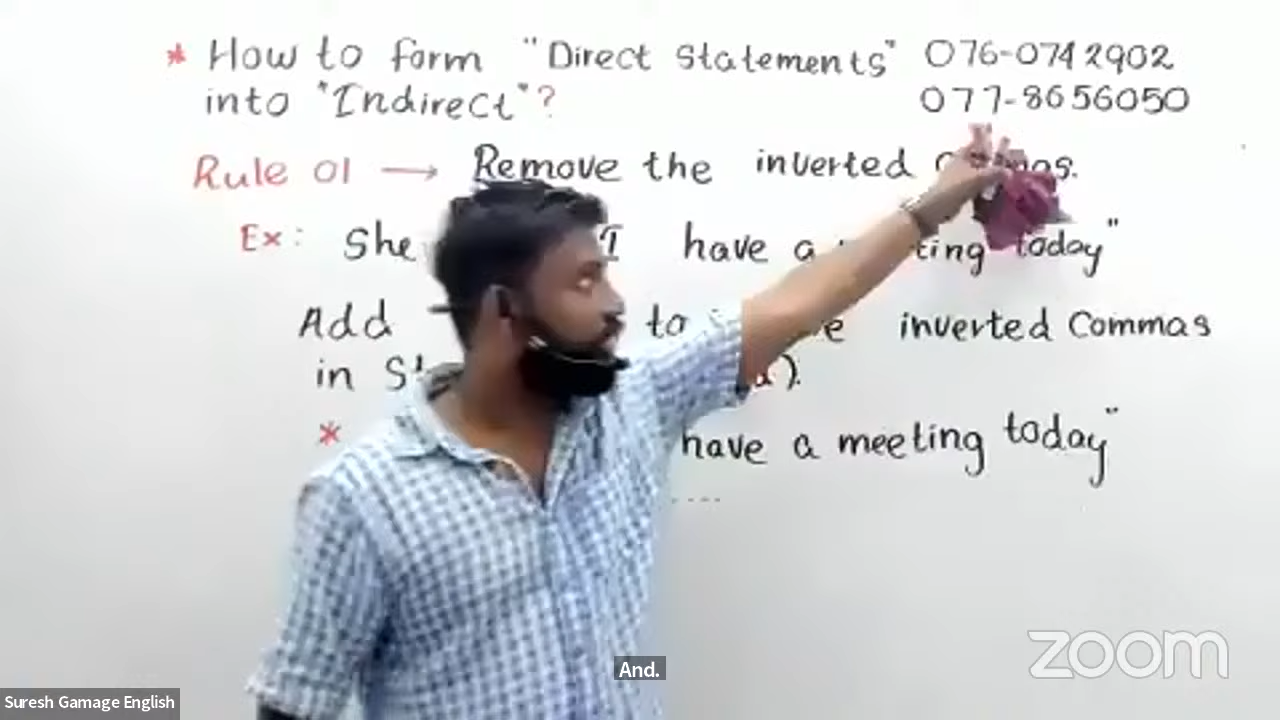 * How to form "Direct Statements" 076-0742902
into "Indirect"? 077-8656050
Rule 01 → Remove the inverted
Ex: She I have a today"
Add to inverted Commas
in
* have a meeting today"
And.
zoom
Suresh Gamage English